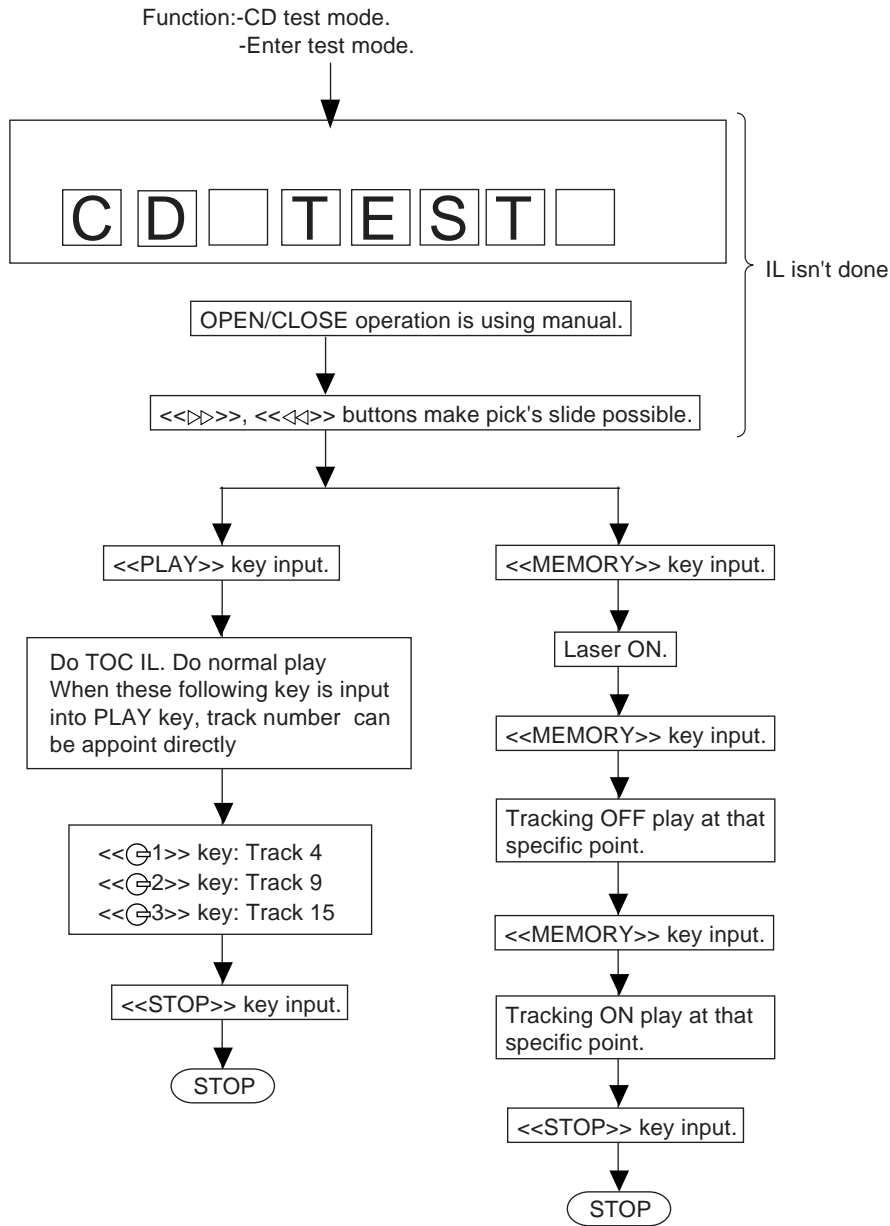 Function:-CD test mode.
-Enter test mode.
CD TEST
IL isn't done
OPEN/CLOSE operation is using manual.
<<▷▷>>, <<◁◁>> buttons make pick's slide possible.
<<PLAY>> key input.
Do TOC IL. Do normal play
When these following key is input
into PLAY key, track number can
be appoint directly
<<1>> key: Track 4
<<2>> key: Track 9
<<3>> key: Track 15
<<STOP>> key input.
STOP
<<MEMORY>> key input.
Laser ON.
<<MEMORY>> key input.
Tracking OFF play at that
specific point.
<<MEMORY>> key input.
Tracking ON play at that
specific point.
<<STOP>> key input.
STOP